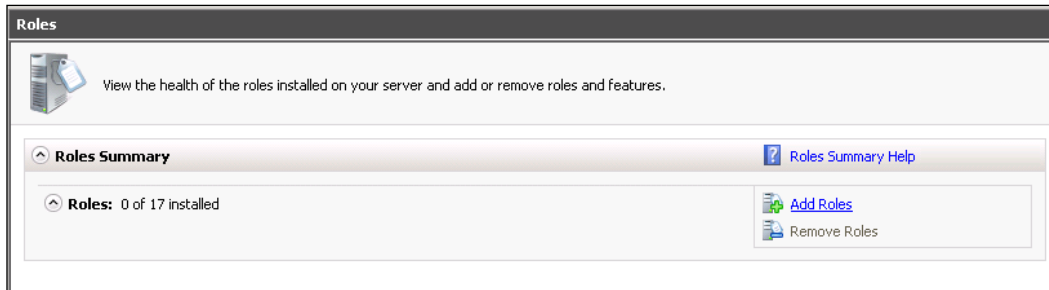 Roles
View the health of the roles installed on your server and add or remove roles and features.
Roles Summary
Roles Summary Help
Roles: 0 of 17 installed
Add Roles
Remove Roles